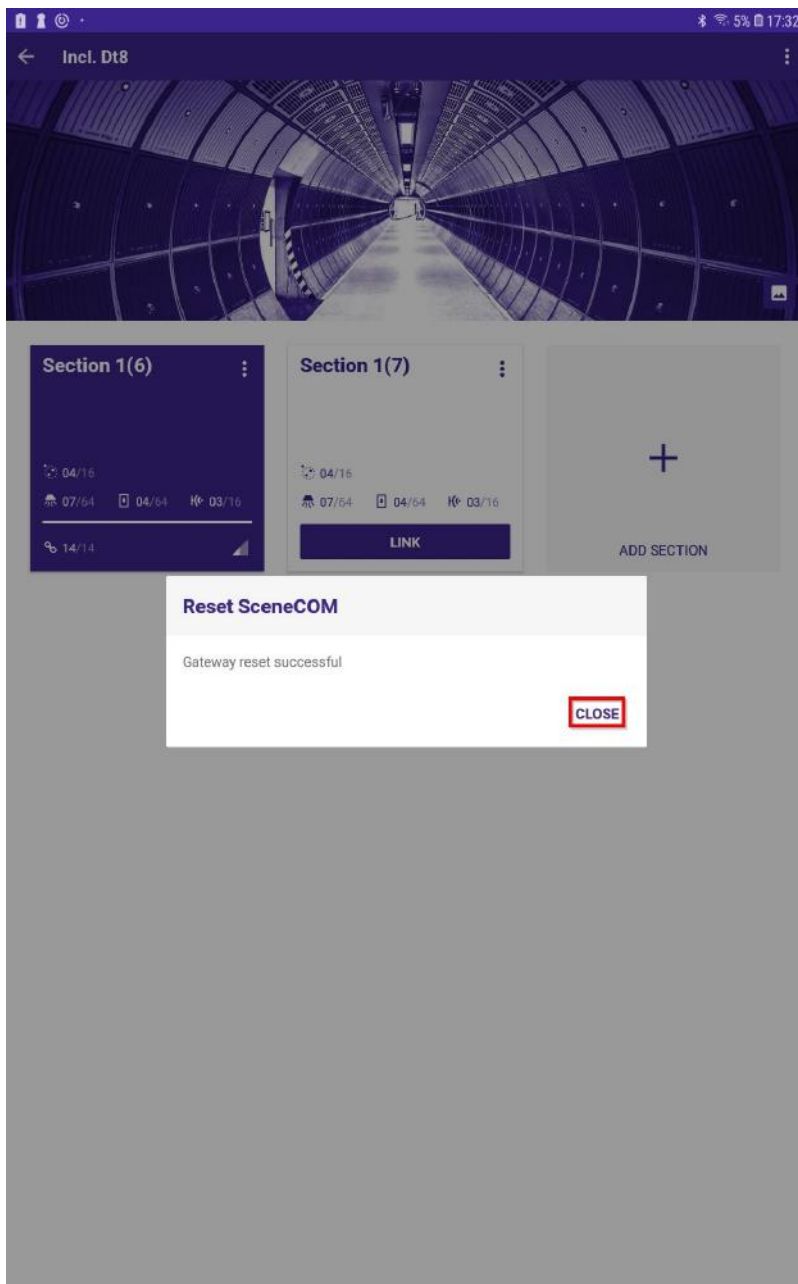 5% 17:32
Incl. Dt8
Section 1(6)
04/16
07/64 04/64 03/16
14/14
Section 1(7)
04/16
07/64 04/64 03/16
LINK
ADD SECTION
Reset SceneCOM
Gateway reset successful
CLOSE